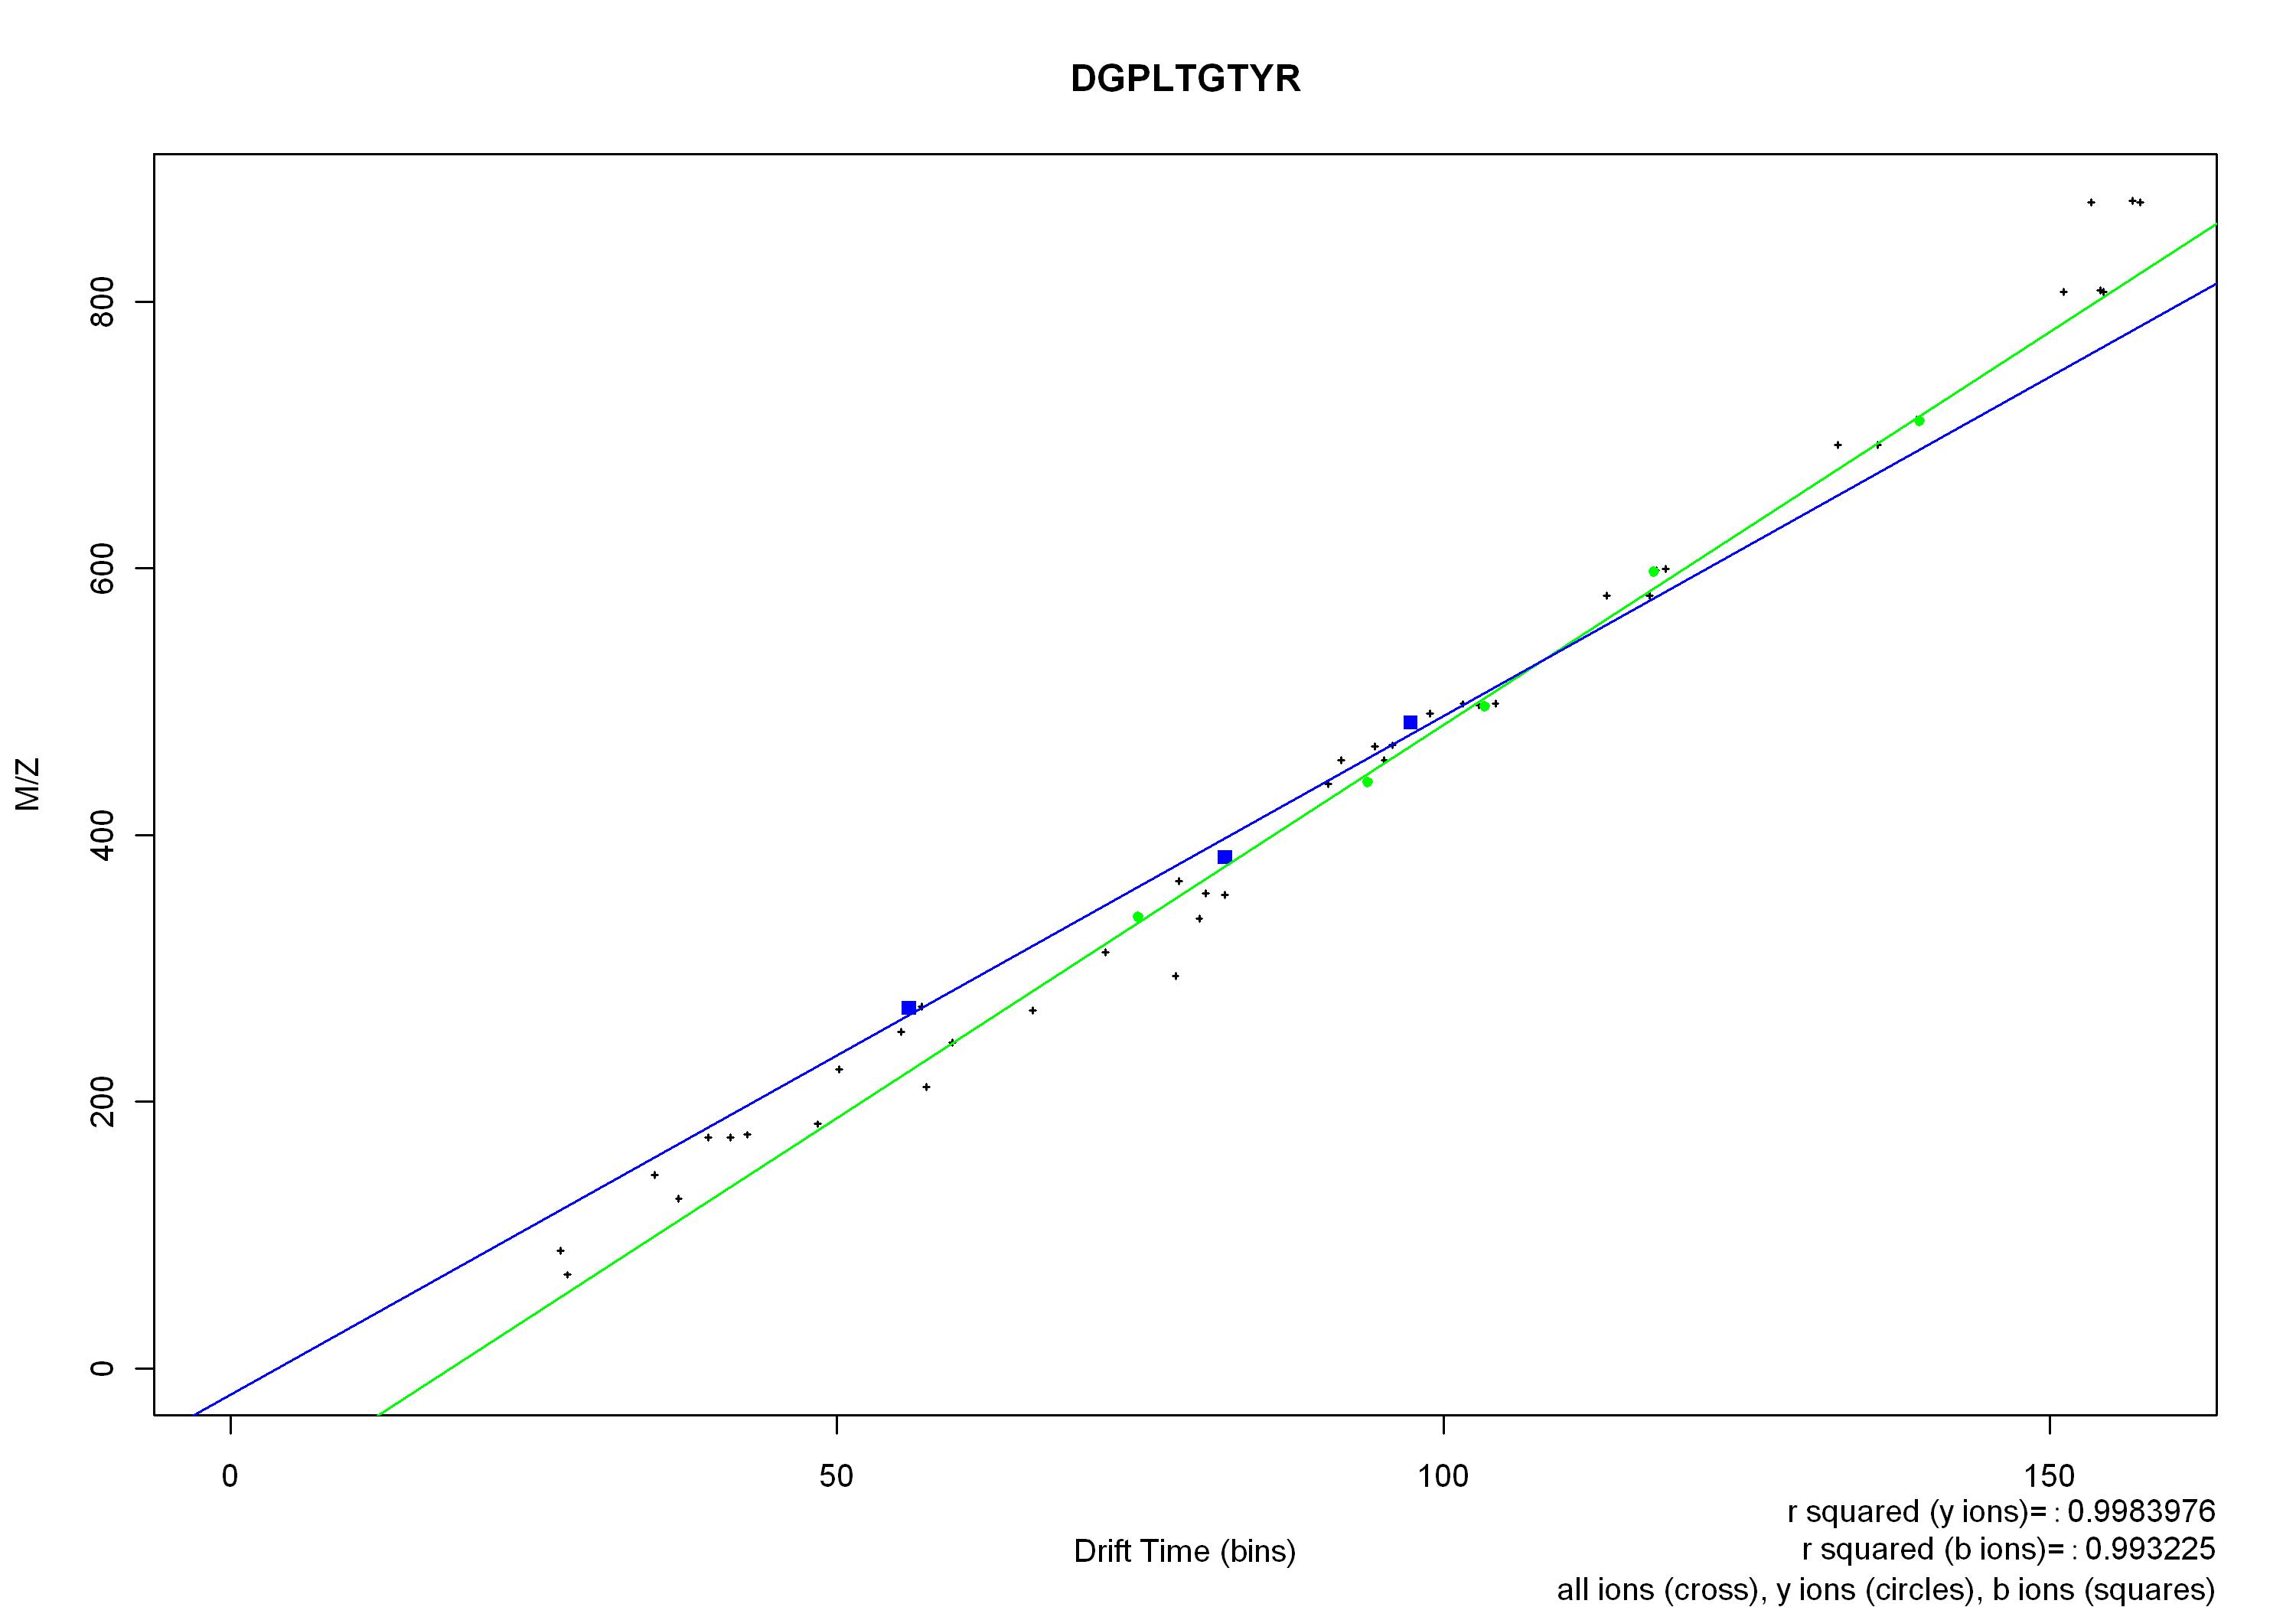 DGPLTGTYR
800
600
400
200
0
M/Z
0 50 100 150
Drift Time (bins)
r squared (y ions)= : 0.9983976
r squared (b ions)= : 0.993225
all ions (cross), y ions (circles), b ions (squares)